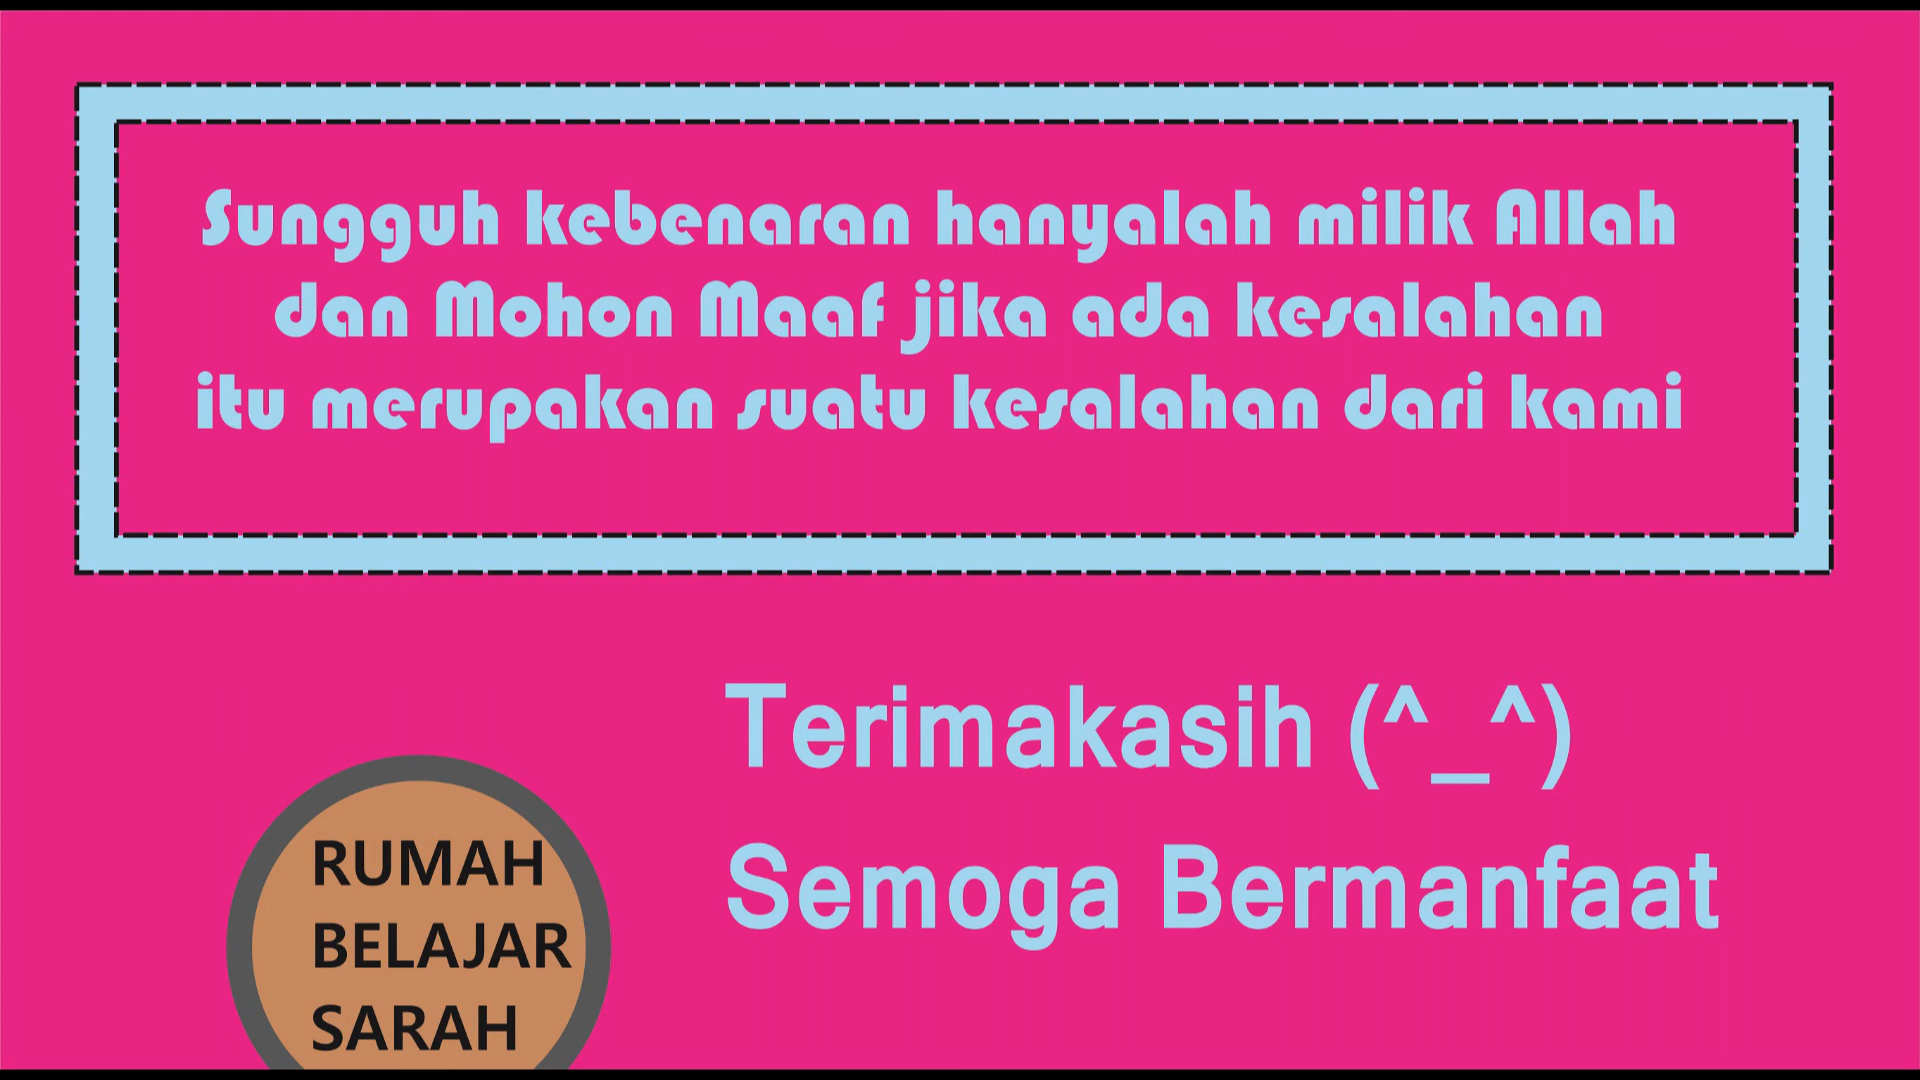 Sungguh kebenaran hanyalah milik Allah
dan Mohon Maaf jika ada kesalahan
itu merupakan suatu kesalahan dari kami
Terimakasih (^_^)
Semoga Bermanfaat
RUMAH
BELAJAR
SARAH